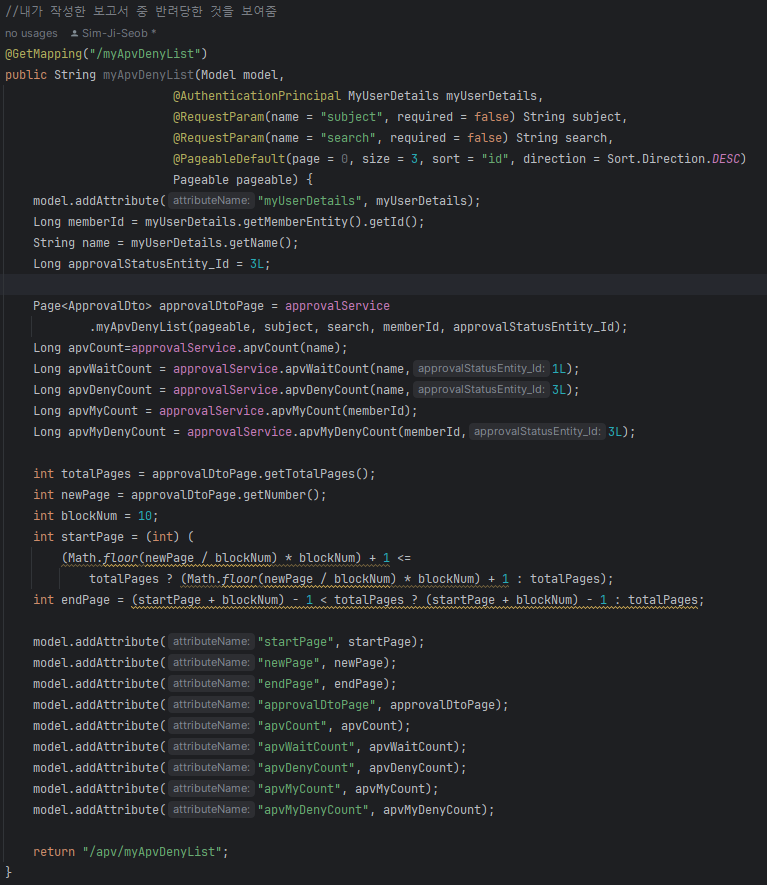 //내가 작성한 보고서 중 반려당한 것을 보여줌
no usages Sim-Ji-Seob *
@GetMapping("/myApvDenyList")
public String myApvDenyList(Model model,
@AuthenticationPrincipal MyUserDetails myUserDetails,
@RequestParam(name = "subject", required = false) String subject,
@RequestParam(name = "search", required = false) String search,
@PageableDefault(page = 0, size = 3, sort = "id", direction = Sort.Direction.DESC)
Pageable pageable) {
model.addAttribute( attributeName: "myUserDetails", myUserDetails);
Long memberId = myUserDetails.getMemberEntity().getId();
String name = myUserDetails.getName();
Long approvalStatusEntity_Id = 3L;
Page<ApprovalDto> approvalDtoPage = approvalService
.myApvDenyList(pageable, subject, search, memberId, approvalStatusEntity_Id);
Long apvCount=approvalService.apvCount(name);
Long apvWaitCount = approvalService.apvWaitCount(name, approvalStatusEntity_Id: 1L);
Long apvDenyCount = approvalService.apvDenyCount(name, approvalStatusEntity_Id: 3L);
Long apvMyCount = approvalService.apvMyCount(memberId);
Long apvMyDenyCount = approvalService.apvMyDenyCount(memberId, approvalStatusEntity_Id: 3L);
int totalPages = approvalDtoPage.getTotalPages();
int newPage = approvalDtoPage.getNumber();
int blockNum = 10;
int startPage = (int) (
(Math.floor(newPage / blockNum) * blockNum) + 1 <=
totalPages ? (Math.floor(newPage / blockNum) * blockNum) + 1 : totalPages);
int endPage = (startPage + blockNum) - 1 < totalPages ? (startPage + blockNum) - 1 : totalPages;
model.addAttribute( attributeName: "startPage", startPage);
model.addAttribute( attributeName: "newPage", newPage);
model.addAttribute( attributeName: "endPage", endPage);
model.addAttribute( attributeName: "approvalDtoPage", approvalDtoPage);
model.addAttribute( attributeName: "apvCount", apvCount);
model.addAttribute( attributeName: "apvWaitCount", apvWaitCount);
model.addAttribute( attributeName: "apvDenyCount", apvDenyCount);
model.addAttribute( attributeName: "apvMyCount", apvMyCount);
model.addAttribute( attributeName: "apvMyDenyCount", apvMyDenyCount);
return "/apv/myApvDenyList";
}